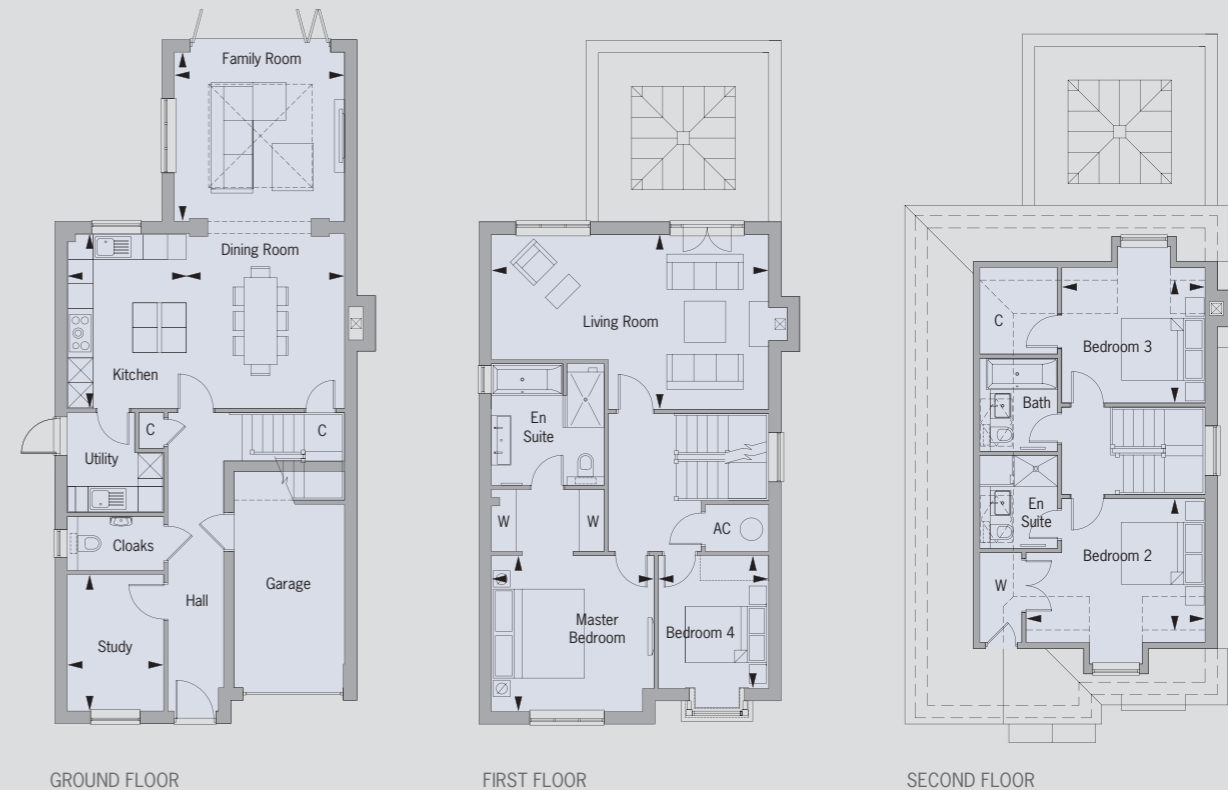 Family Room
Dining Room
Kitchen
C
C
Utility
Cloaks
Hall
Garage
Study
GROUND FLOOR
Living Room
En
Suite
W
W
AC
Master
Bedroom
Bedroom 4
FIRST FLOOR
C
Bedroom 3
Bath
En
Suite
Bedroom 2
W
SECOND FLOOR